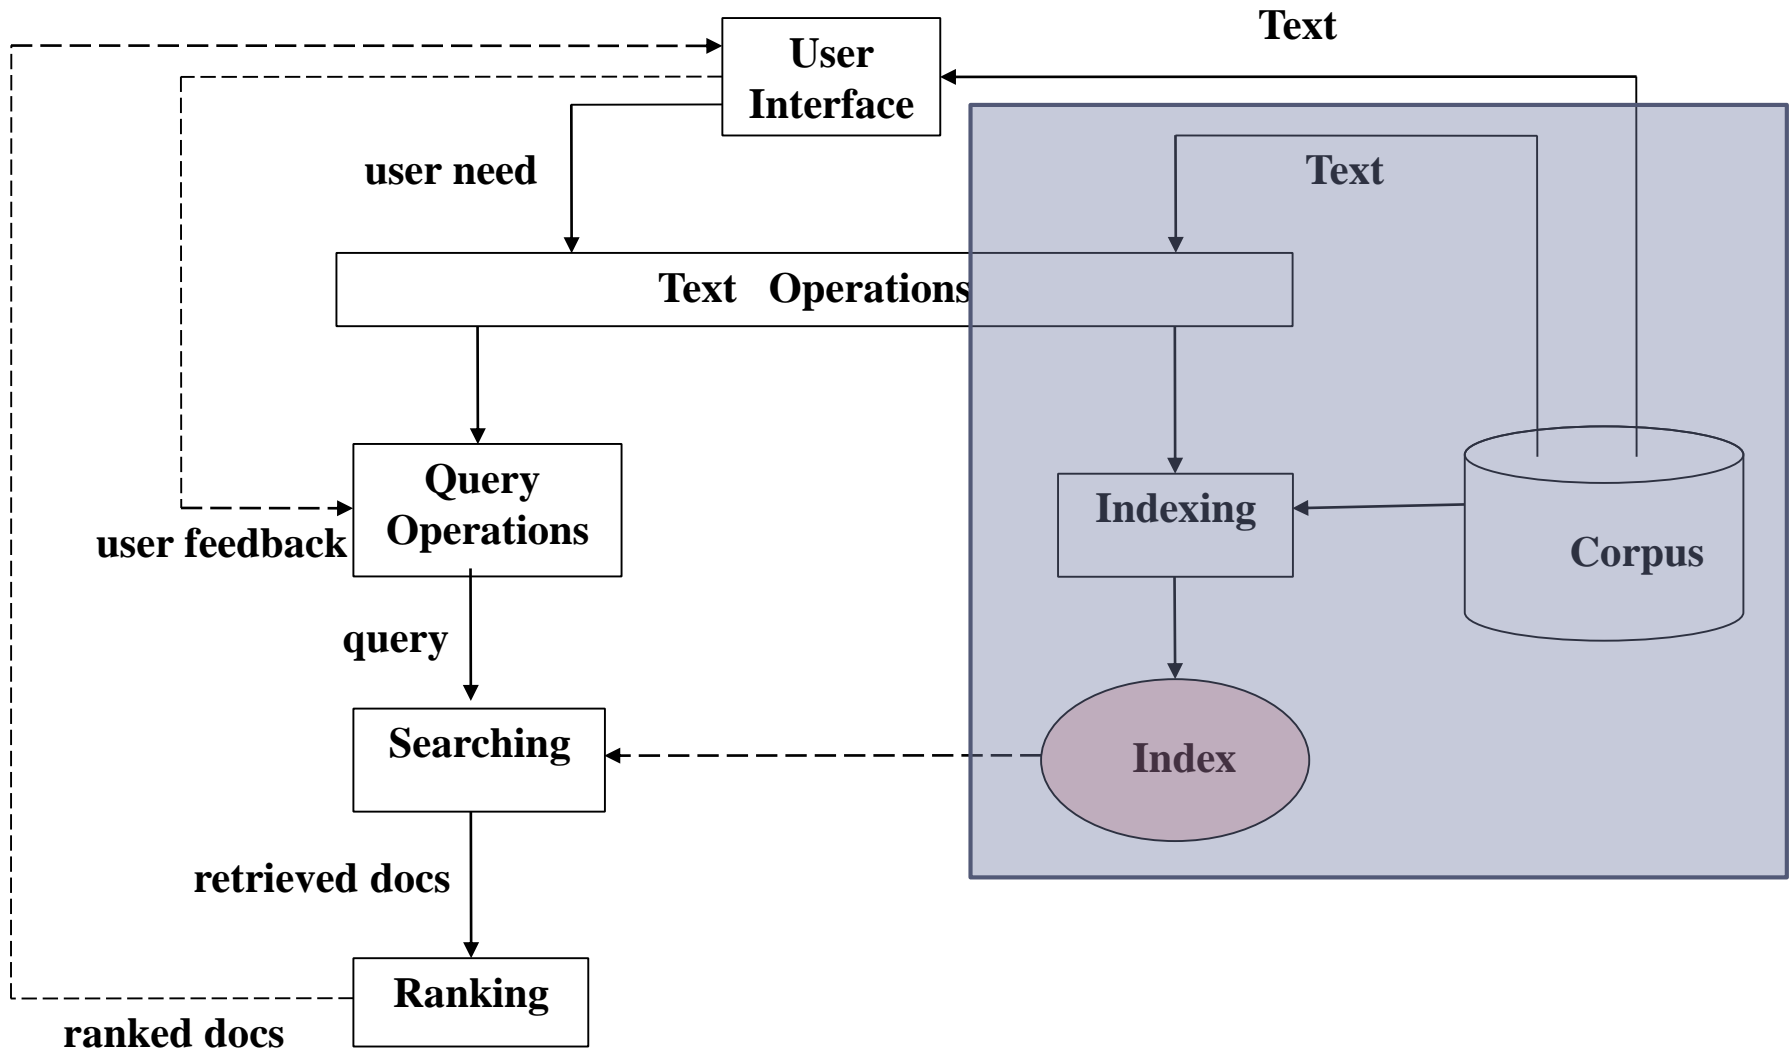 Text
User
Interface
user need
Text
Text Operations
Query
Operations
Indexing
user feedback
Corpus
query
Searching
Index
retrieved docs
Ranking
ranked docs